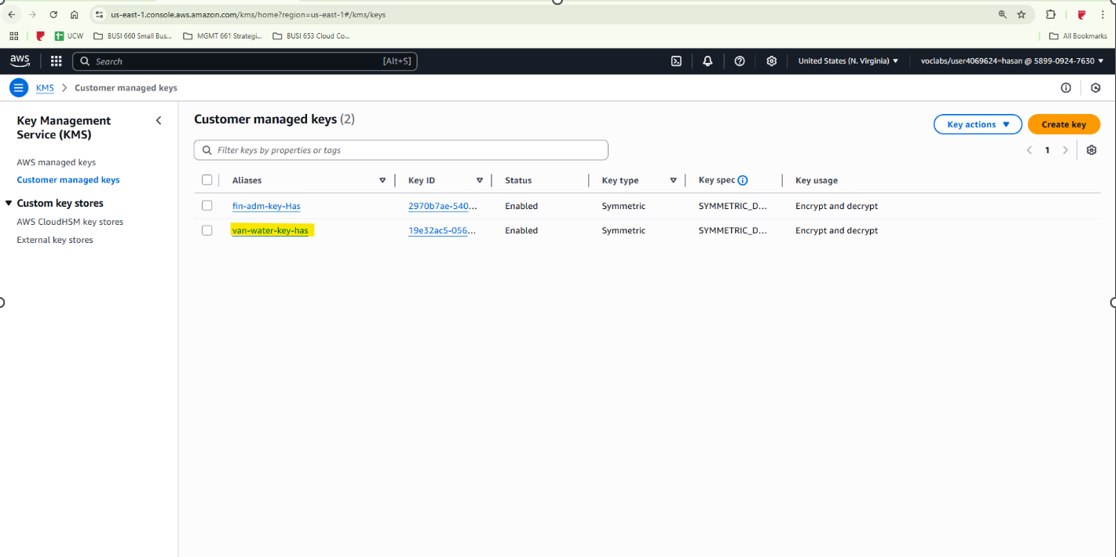 us-east-1.console.aws.amazon.com/kms/home?region=us-east-1#/kms/keys
UCW BUSI 660 Small Bus... MGMT 661 Strategi... BUSI 653 Cloud Co... All Bookmarks
aws Search [Alt+S] United States (N. Virginia) voclabs/user4069624=hasan @ 5899-0924-7630
KMS Customer managed keys
Key Management
Service (KMS)
AWS managed keys
Customer managed keys
Custom key stores
AWS CloudHSM key stores
External key stores
Customer managed keys (2)
Key actions Create key
Filter keys by properties or tags 1
Aliases Key ID Status Key type Key spec Key usage
fin-adm-key-Has 2970b7ae-540... Enabled Symmetric SYMMETRIC_D... Encrypt and decrypt
van-water-key-has 19e32ac5-056... Enabled Symmetric SYMMETRIC_D... Encrypt and decrypt